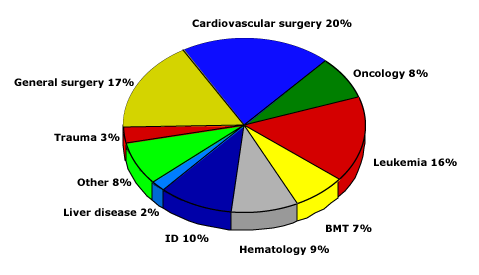 Cardiovascular surgery 20%
Oncology 8%
Leukemia 16%
BMT 7%
Hematology 9%
ID 10%
Liver disease 2%
Other 8%
Trauma 3%
General surgery 17%